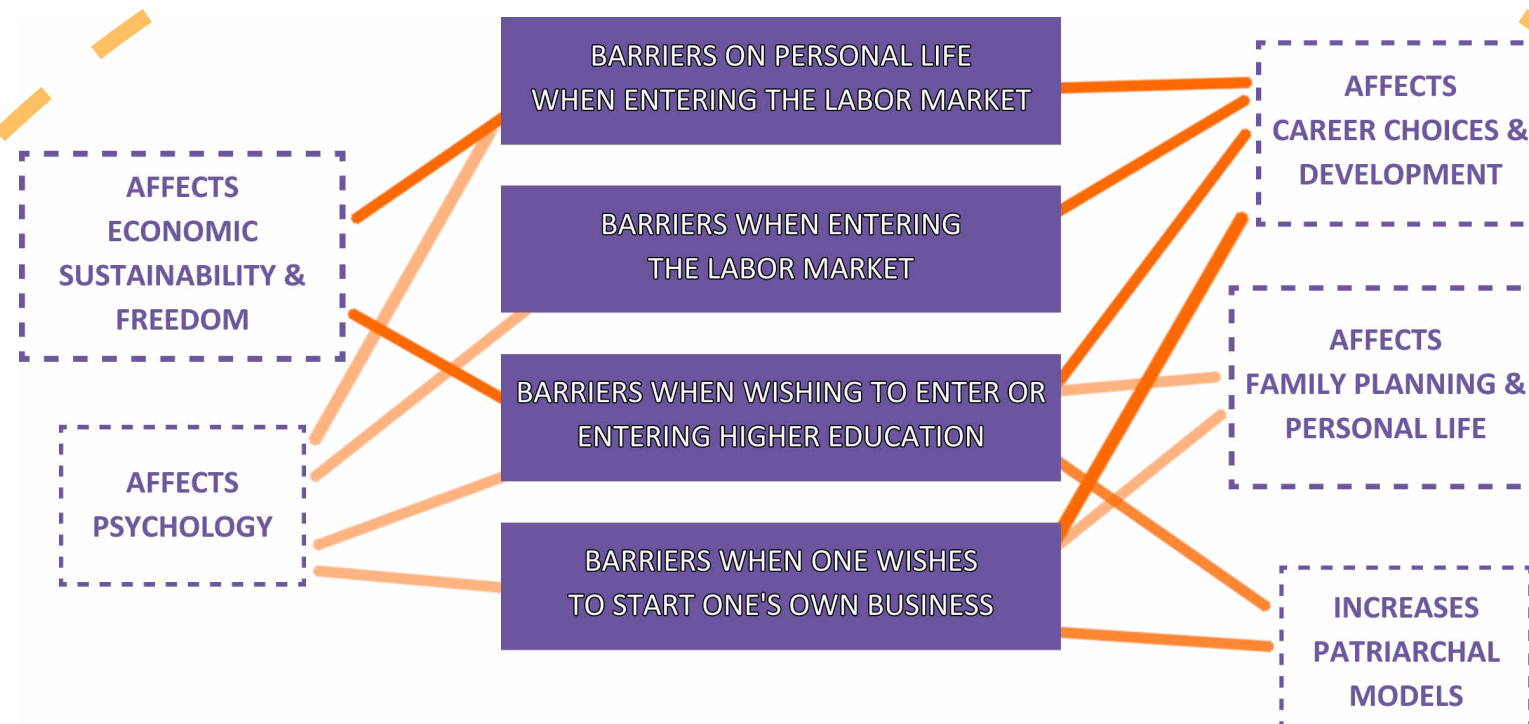 BARRIERS ON PERSONAL LIFE
WHEN ENTERING THE LABOR MARKET
BARRIERS WHEN ENTERING
THE LABOR MARKET
BARRIERS WHEN WISHING TO ENTER OR
ENTERING HIGHER EDUCATION
BARRIERS WHEN ONE WISHES
TO START ONE'S OWN BUSINESS
AFFECTS
ECONOMIC
SUSTAINABILITY &
FREEDOM
AFFECTS
PSYCHOLOGY
AFFECTS
CAREER CHOICES &
DEVELOPMENT
AFFECTS
FAMILY PLANNING &
PERSONAL LIFE
INCREASES
PATRIARCHAL
MODELS